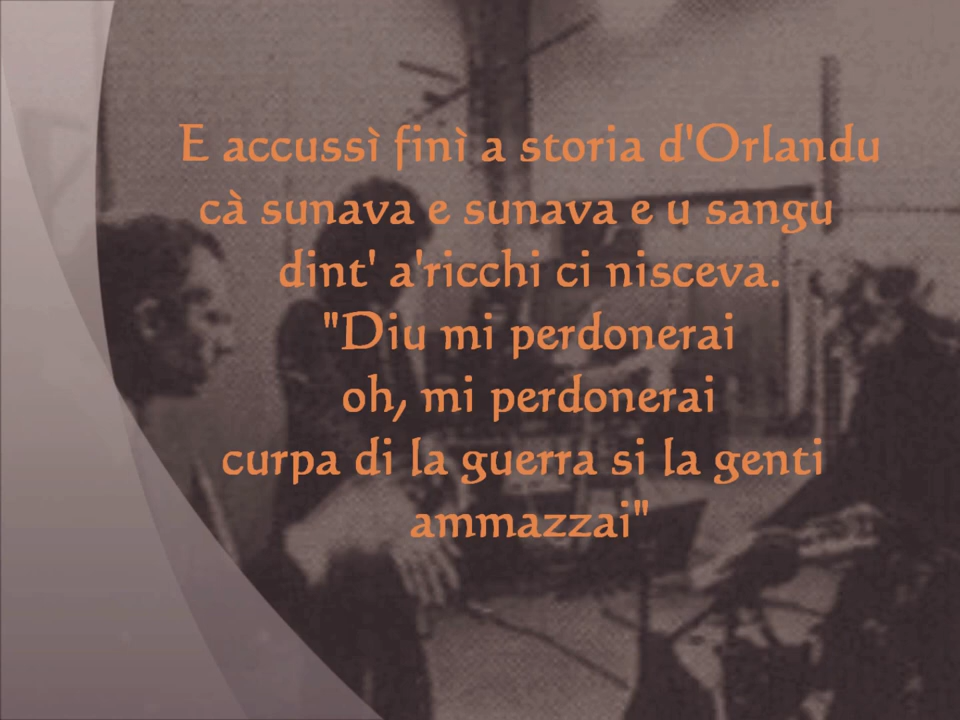 E accussì finì a storia d'Orlandu
cà sunava e sunava e u sangu
dint' a'ricchi ci nisceva.
"Diu mi perdonerai
oh, mi perdonerai
curpa di la guerra si la genti
ammazzai"